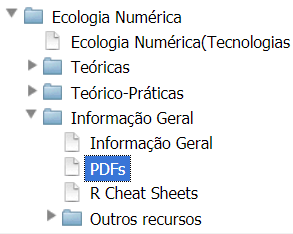 Ecologia Numérica
Ecologia Numérica(Tecnologias
Teóricas
Teórico-Práticas
Informação Geral
Informação Geral
PDFs
R Cheat Sheets
Outros recursos